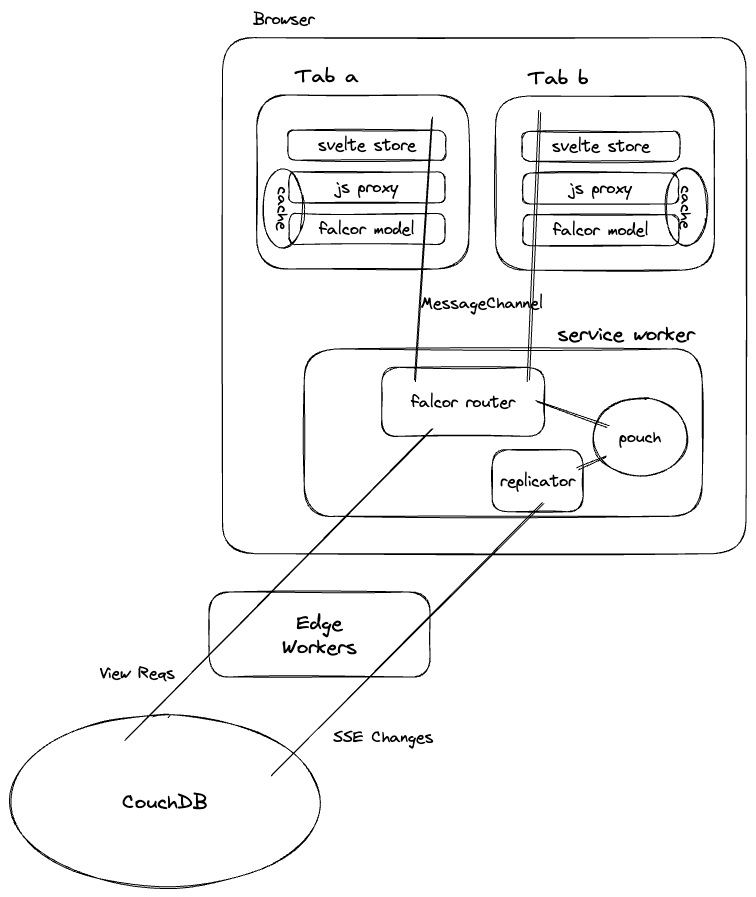 Browser
Tab a
Tab b
svelte store
js proxy
falcor model
cache
svelte store
js proxy
falcor model
cache
MessageChannel
service worker
falcor router
pouch
replicator
Edge
Workers
View Reqs
SSE Changes
CouchDB